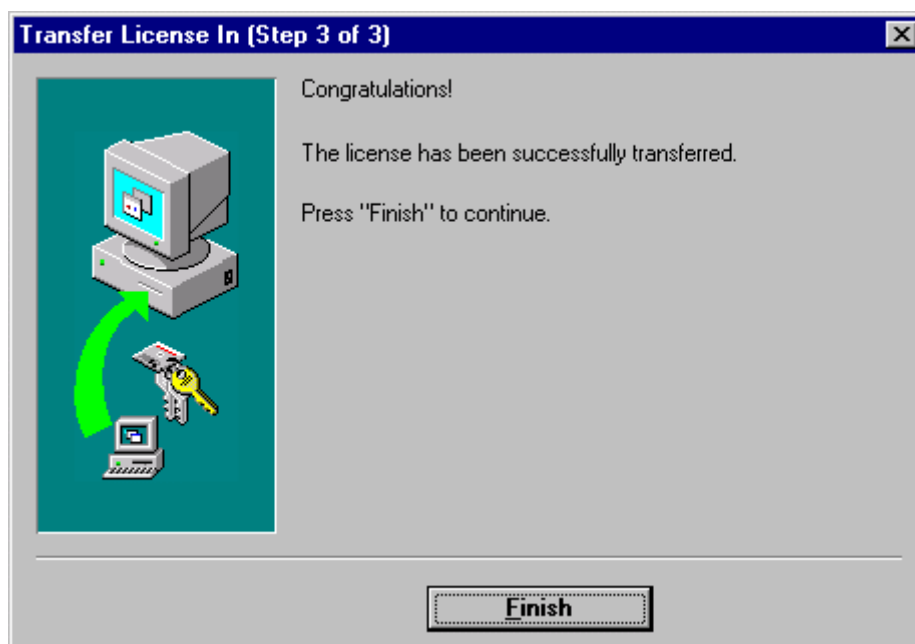 Transfer License In (Step 3 of 3)
Congratulations!
The license has been successfully transferred.
Press "Finish" to continue.
Finish